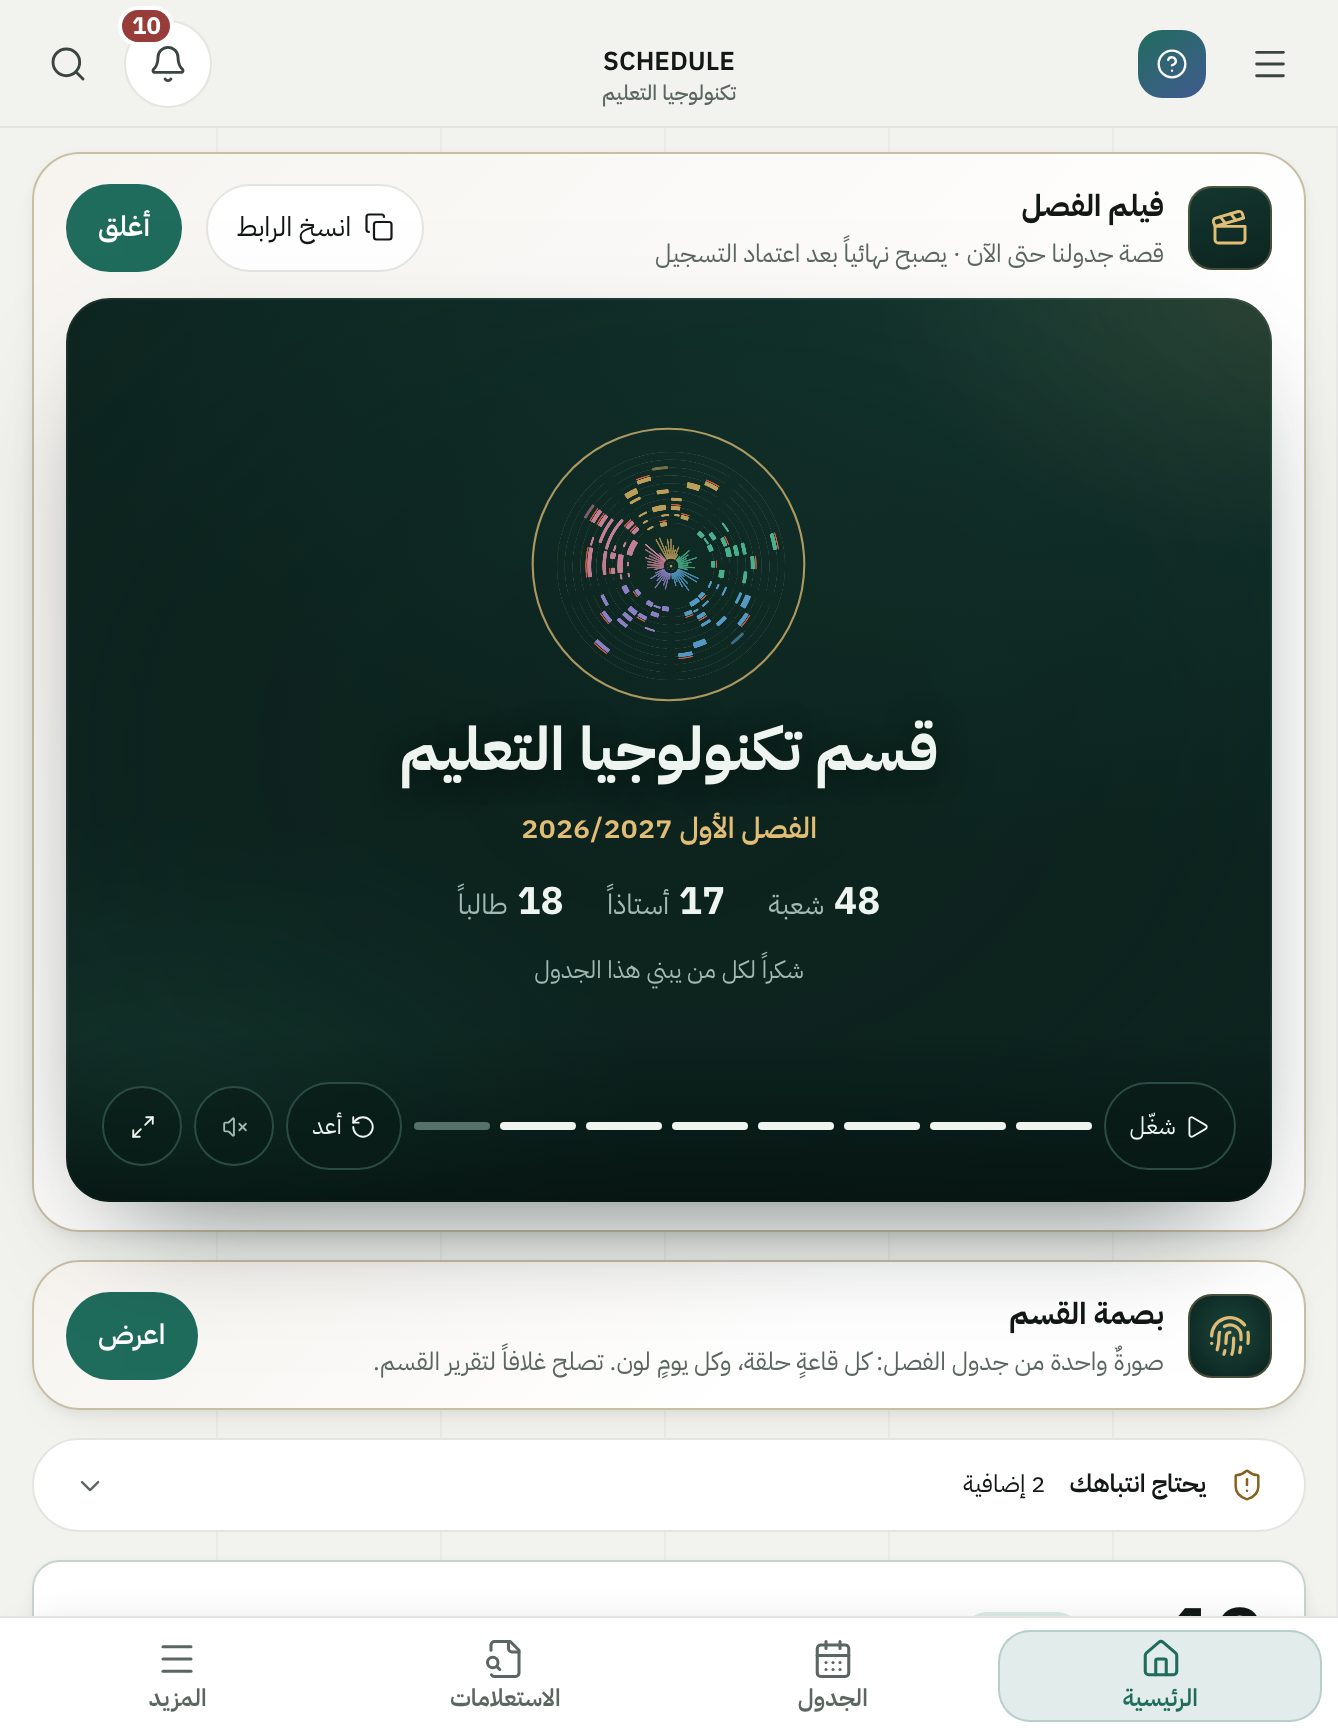 10
SCHEDULE
تكنولوجيا التعليم
فيلم الفصل
قصة جدولنا حتى الآن · يصبح نهائياً بعد اعتماد التسجيل
انسخ الرابط
أغلق
قسم تكنولوجيا التعليم
الفصل الأول 2026/2027
48 شعبة 17 أستاذاً 18 طالباً
شكراً لكل من يبني هذا الجدول
شغّل
أعد
بصمة القسم
صورةٌ واحدة من جدول الفصل: كل قاعةٍ حلقة، وكل يومٍ لون. تصلح غلافاً لتقرير القسم.
اعرض
يحتاج انتباهك 2 إضافية
الرئيسية
الجدول
الاستعلامات
المزيد